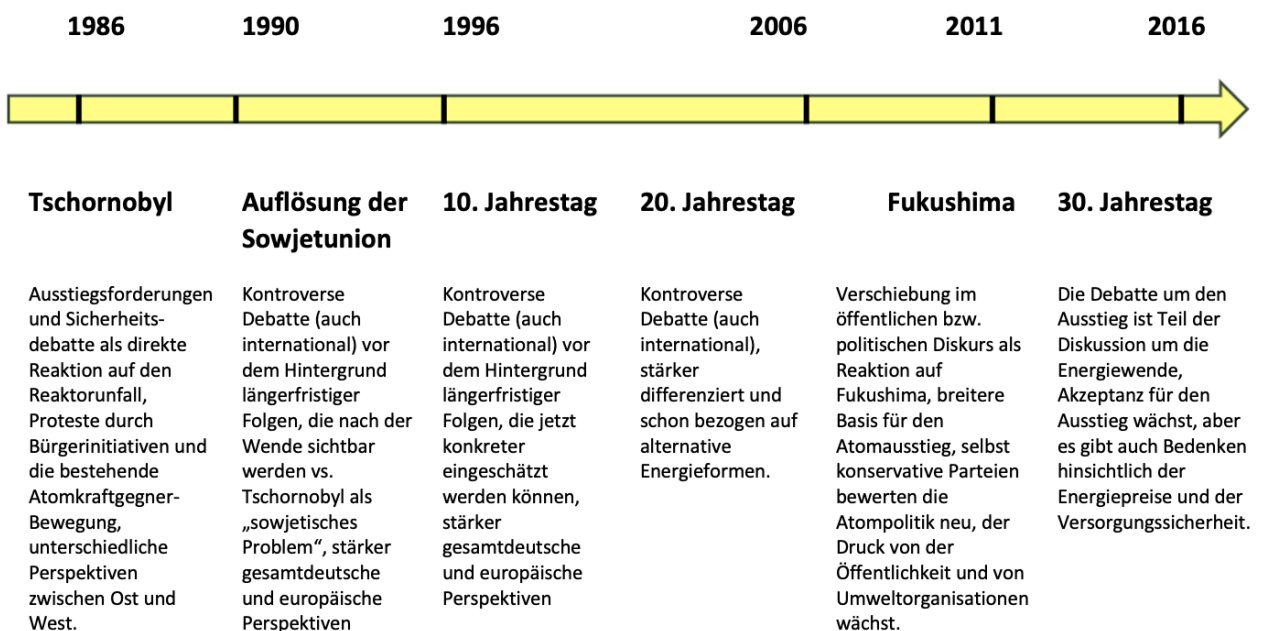 1986
1990
1996
2006
2011
2016
Tschornobyl
Auflösung der
Sowjetunion
10. Jahrestag
20. Jahrestag
Fukushima
30. Jahrestag
Ausstiegsforderungen
und Sicherheits-
debatte als direkte
Reaktion auf den
Reaktorunfall,
Proteste durch
Bürgerinitiativen und
die bestehende
Atomkraftgegner-
Bewegung,
unterschiedliche
Perspektiven
zwischen Ost und
West.
Kontroverse
Debatte (auch
international) vor
dem Hintergrund
längerfristiger
Folgen, die nach der
Wende sichtbar
werden vs.
Tschornobyl als
„sowjetisches
Problem“, stärker
gesamtdeutsche
und europäische
Perspektiven
Kontroverse
Debatte (auch
international) vor
dem Hintergrund
längerfristiger
Folgen, die jetzt
konkreter
eingeschätzt
werden können,
stärker
gesamtdeutsche
und europäische
Perspektiven
Kontroverse
Debatte (auch
international),
stärker
differenziert und
schon bezogen auf
alternative
Energieformen.
Verschiebung im
öffentlichen bzw.
politischen Diskurs als
Reaktion auf
Fukushima, breitere
Basis für den
Atomausstieg, selbst
konservative Parteien
bewerten die
Atompolitik neu, der
Druck von der
Öffentlichkeit und von
Umweltorganisationen
wächst.
Die Debatte um den
Ausstieg ist Teil der
Diskussion um die
Energiewende,
Akzeptanz für den
Ausstieg wächst, aber
es gibt auch Bedenken
hinsichtlich der
Energiepreise und der
Versorgungssicherheit.